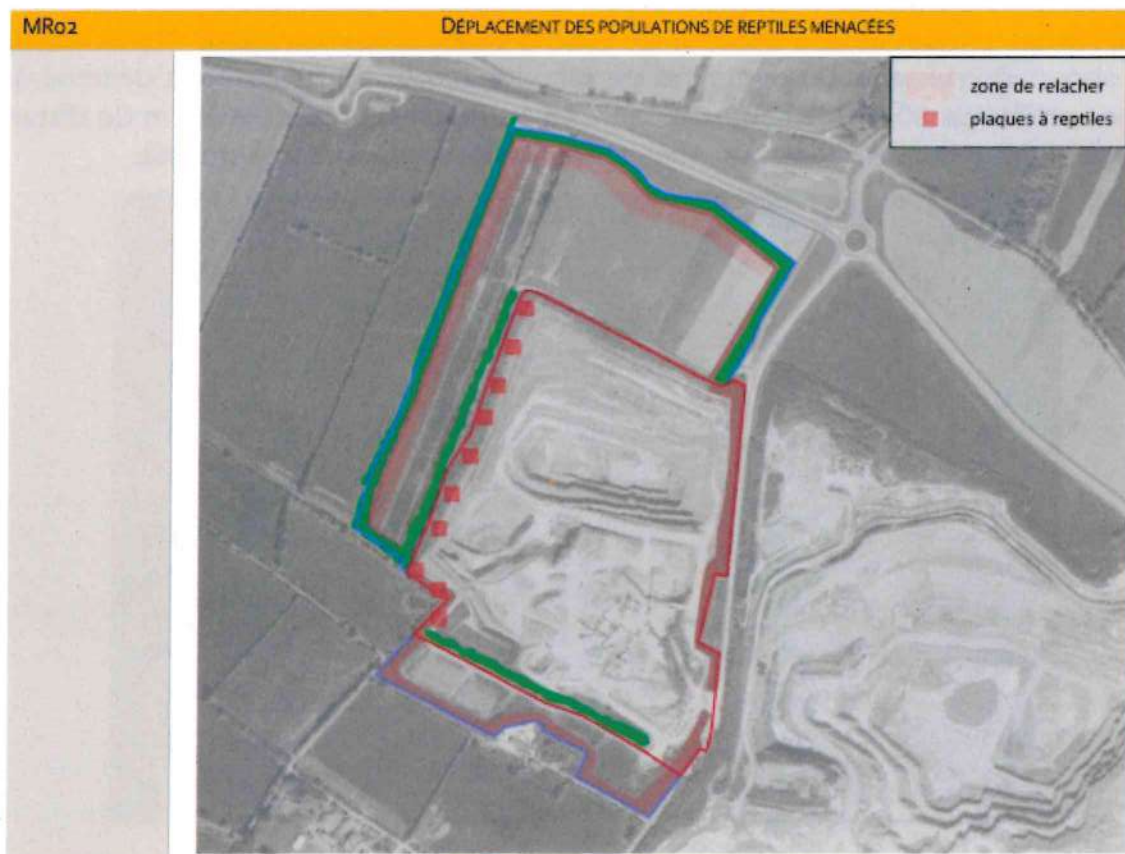 MR02
DÉPLACEMENT DES POPULATIONS DE REPTILES MENACÉES
zone de relacher
plaques à reptiles